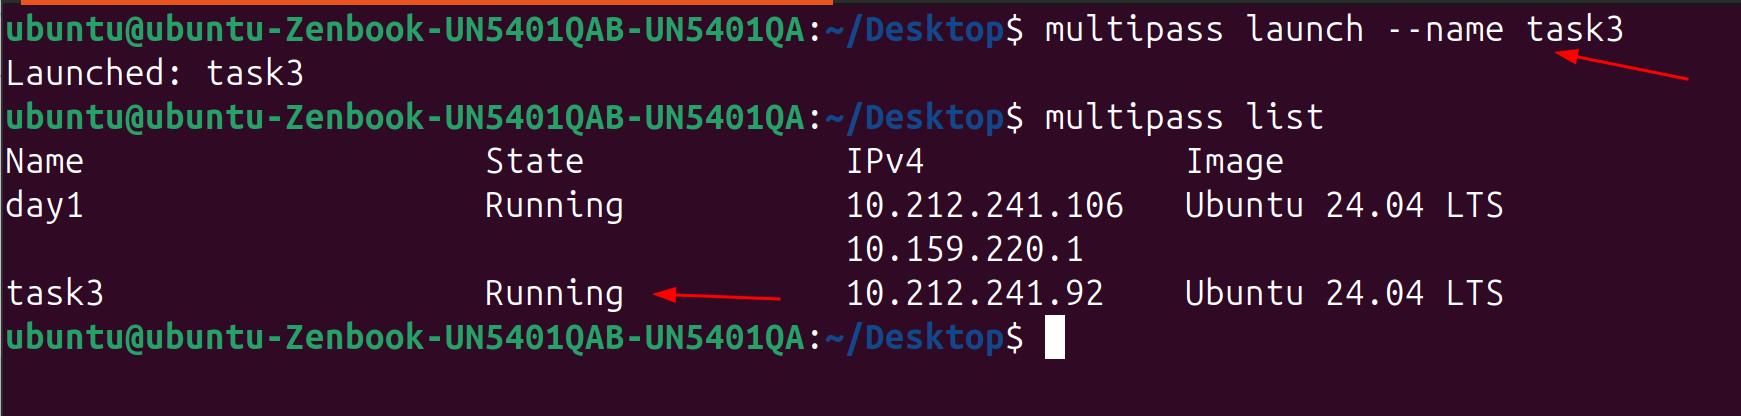 ubuntu@ubuntu-Zenbook-UN5401QAB-UN5401QA:~/Desktop$ multipass launch --name task3
Launched: task3
ubuntu@ubuntu-Zenbook-UN5401QAB-UN5401QA:~/Desktop$ multipass list
Name                    State             IPv4             Image
day1                    Running           10.212.241.106   Ubuntu 24.04 LTS
                                          10.159.220.1
task3                   Running           10.212.241.92    Ubuntu 24.04 LTS
ubuntu@ubuntu-Zenbook-UN5401QAB-UN5401QA:~/Desktop$